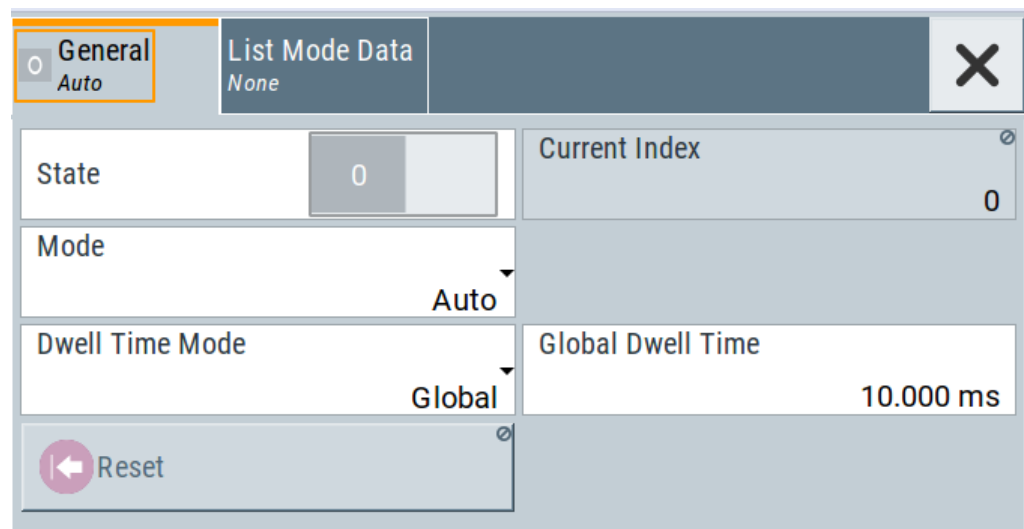 0 General
Auto
List Mode Data
None
State
0
Current Index
0
Mode
Auto
Dwell Time Mode
Global
Global Dwell Time
10.000 ms
Reset